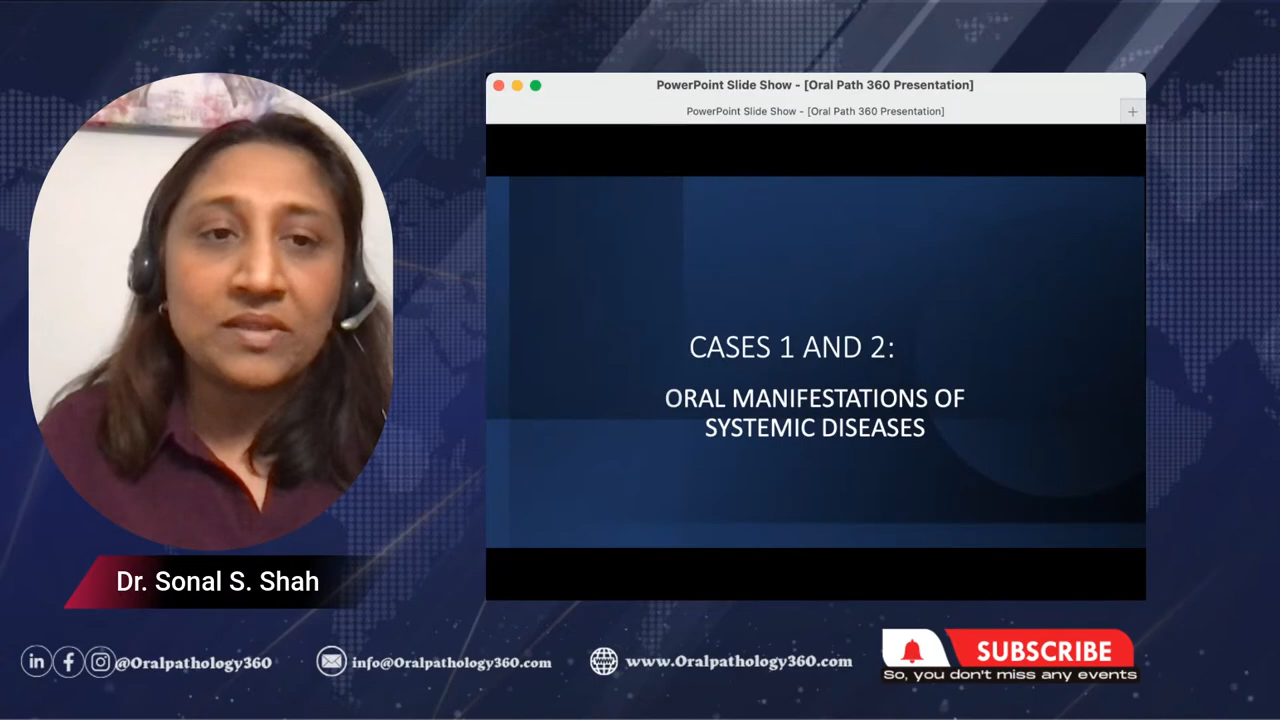 PowerPoint Slide Show - [Oral Path 360 Presentation]
PowerPoint Slide Show - [Oral Path 360 Presentation]
CASES 1 AND 2:
ORAL MANIFESTATIONS OF
SYSTEMIC DISEASES
Dr. Sonal S. Shah
@Oralpathology360
info@Oralpathology360.com
www.Oralpathology360.com
SUBSCRIBE
So, you don't miss any events